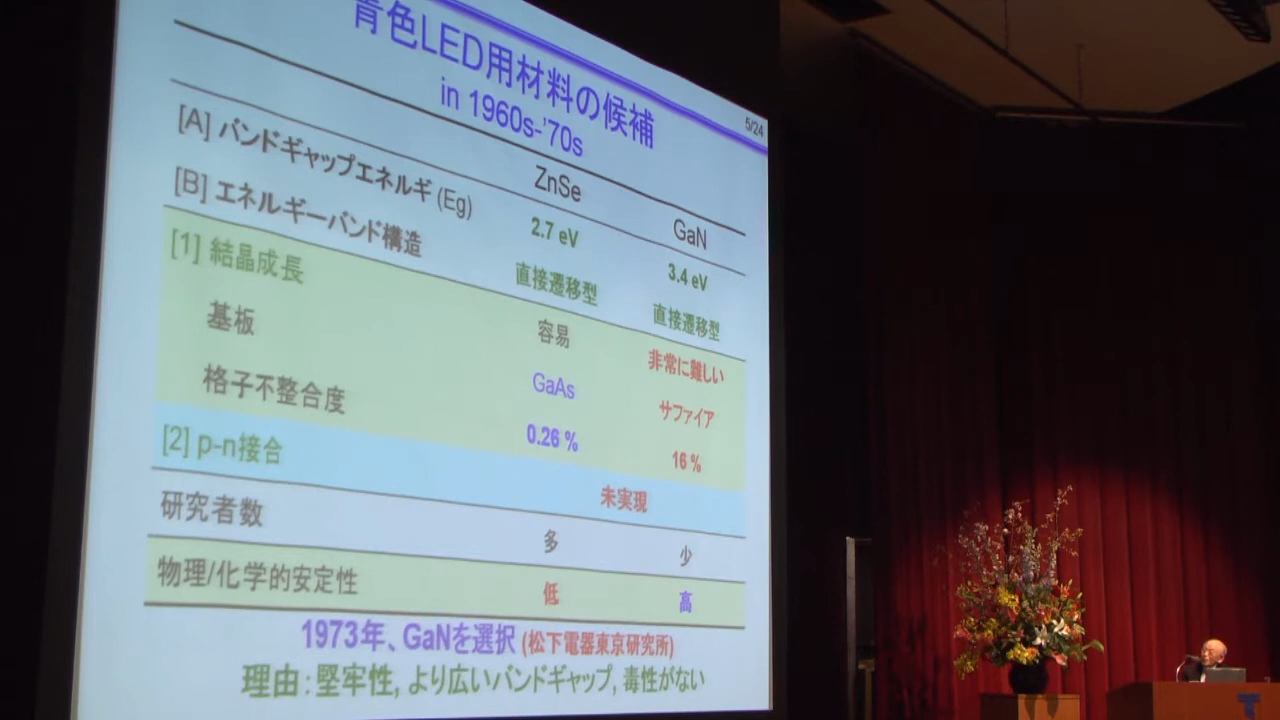 青色LED用材料の候補
in 1960s-'70s
5/24
ZnSe GaN
[A] バンドギャップエネルギ (Eg) 2.7 eV 3.4 eV
[B] エネルギーバンド構造 直接遷移型 直接遷移型
[1] 結晶成長 容易 非常に難しい
基板 GaAs サファイア
格子不整合度 0.26 % 16 %
[2] p-n接合 未実現
研究者数 多 少
物理/化学的安定性 低 高
1973年、GaNを選択 (松下電器東京研究所)
理由 : 堅牢性, より広いバンドギャップ, 毒性がない